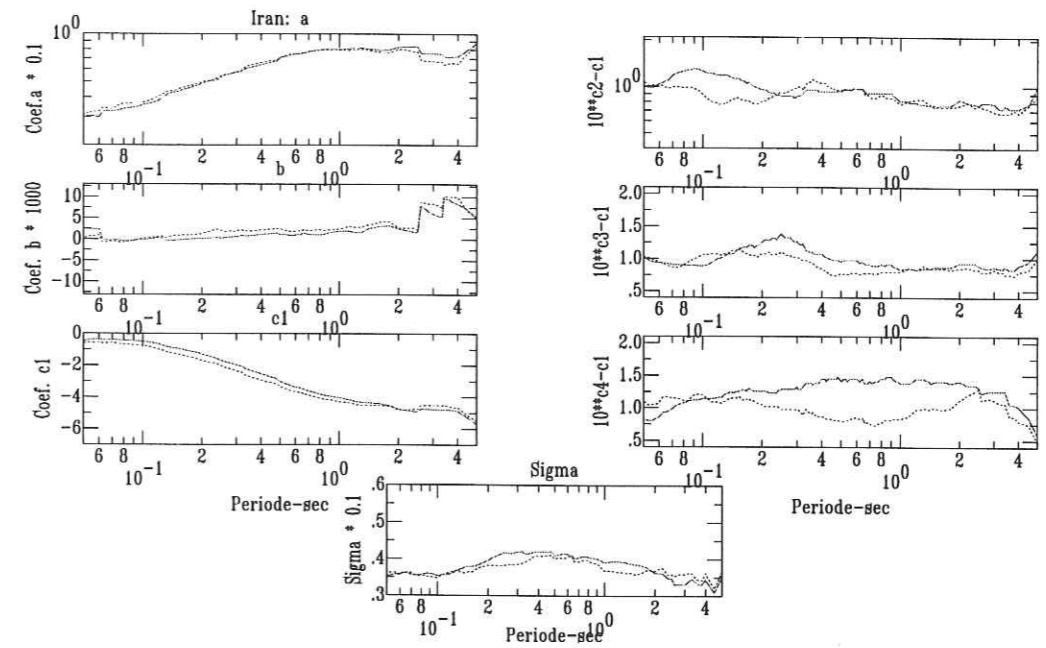 Iran: a
10^0
Coef.a * 0.1
6 8 2 4 6 8 2 4
10^-1 10^0
b
10
5
0
-5
-10
Coef. b * 1000
6 8 2 4 6 8 2 4
10^-1 10^0
c1
0
-2
-4
-6
Coef. c1
6 8 2 4 6 8 2 4
10^-1 10^0
Periode-sec
10^0
10**c2-c1
6 8 2 4 6 8 2 4
10^-1 10^0
2.0
1.5
1.0
.5
10**c3-c1
6 8 2 4 6 8 2 4
10^-1 10^0
2.0
1.5
1.0
.5
10**c4-c1
6 8 2 4 6 8 2 4
10^-1 10^0
Periode-sec
Sigma
.6
.5
.4
.3
Sigma * 0.1
6 8 2 4 6 8 2 4
10^-1 10^0
Periode-sec